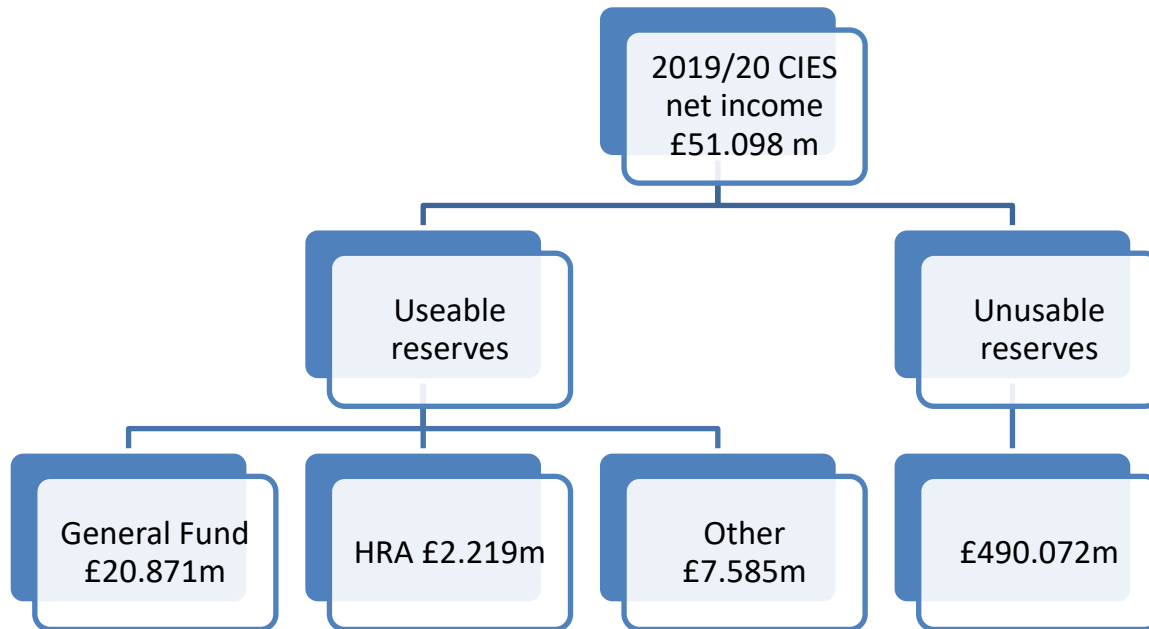 2019/20 CIES
net income
£51.098 m
Useable
reserves
Unusable
reserves
General Fund
£20.871m
HRA £2.219m
Other
£7.585m
£490.072m